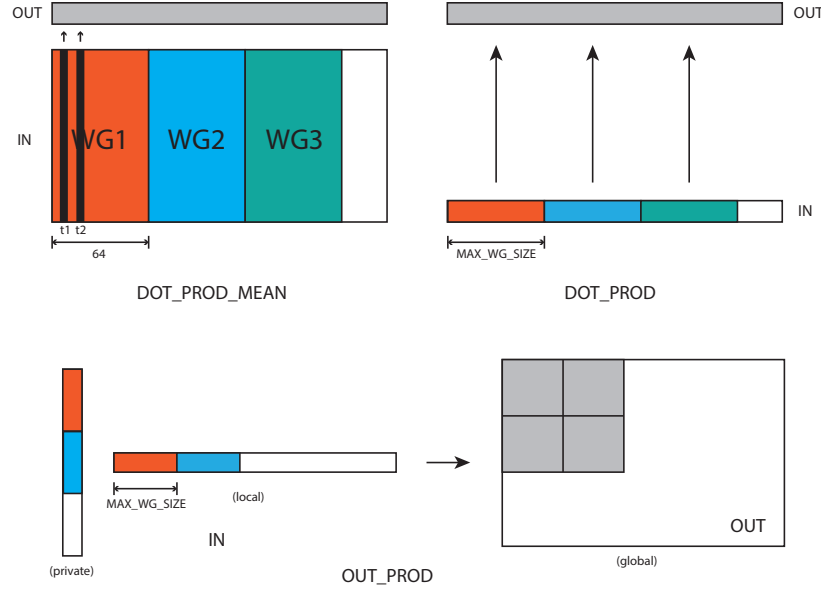 OUT
OUT
WG1
WG2
WG3
IN
IN
t1 t2
64
MAX_WG_SIZE
DOT_PROD_MEAN
DOT_PROD
MAX_WG_SIZE
(local)
IN
OUT
(private)
(global)
OUT_PROD